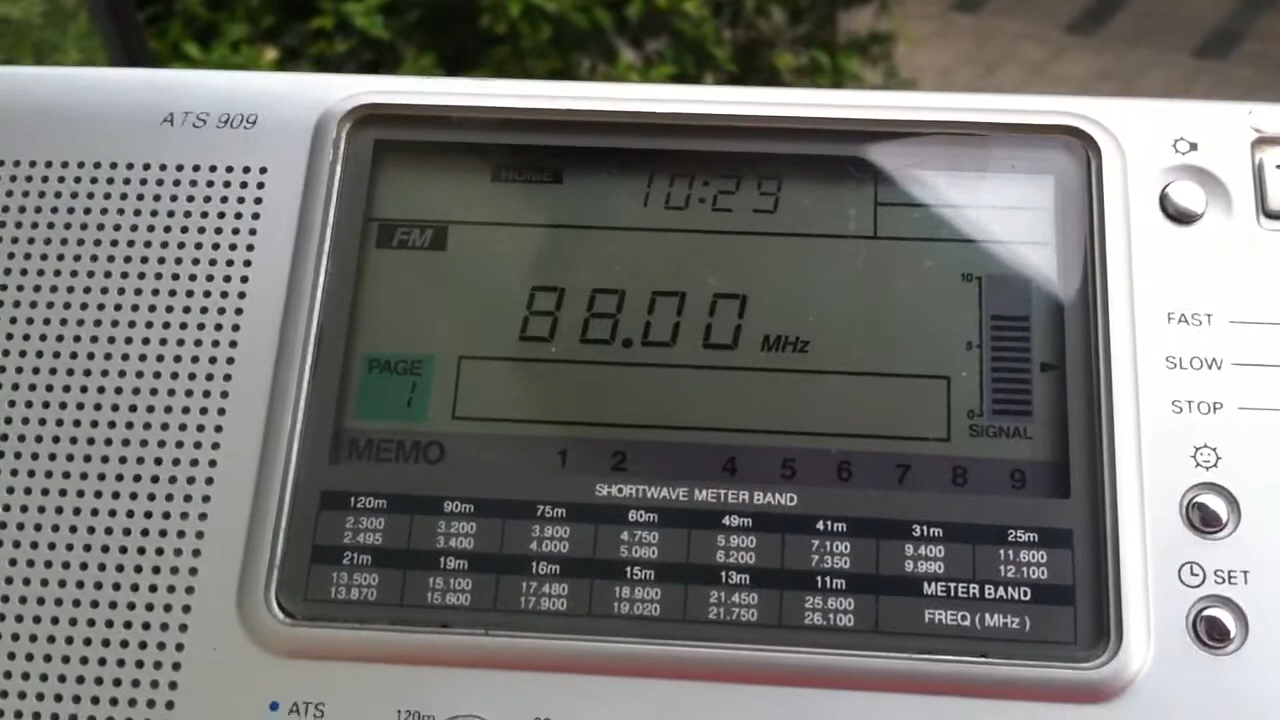 ATS 909
HOME
10:29
FM
88.00 MHz
10
5
0
SIGNAL
PAGE
1
MEMO 1 2 4 5 6 7 8 9
SHORTWAVE METER BAND
120m 90m 75m 60m 49m 41m 31m 25m
2.300 3.200 3.900 4.750 5.900 7.100 9.400 11.600
2.495 3.400 4.000 5.060 6.200 7.350 9.990 12.100
21m 19m 16m 15m 13m 11m METER BAND
13.500 15.100 17.480 18.900 21.450 25.600 FREQ (MHz)
13.870 15.600 17.900 19.020 21.750 26.100
FAST
SLOW
STOP
SET
ATS
120m